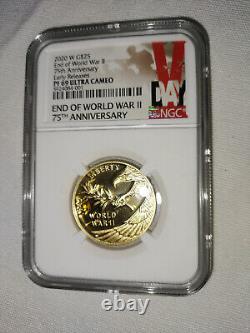 2020 W G$25
End of World War II
75th Anniversary
Early Releases
PF 69 ULTRA CAMEO
END OF WORLD WAR II
75TH ANNIVERSARY
V
DAY
NGC
LIBERTY
WORLD
WAR II